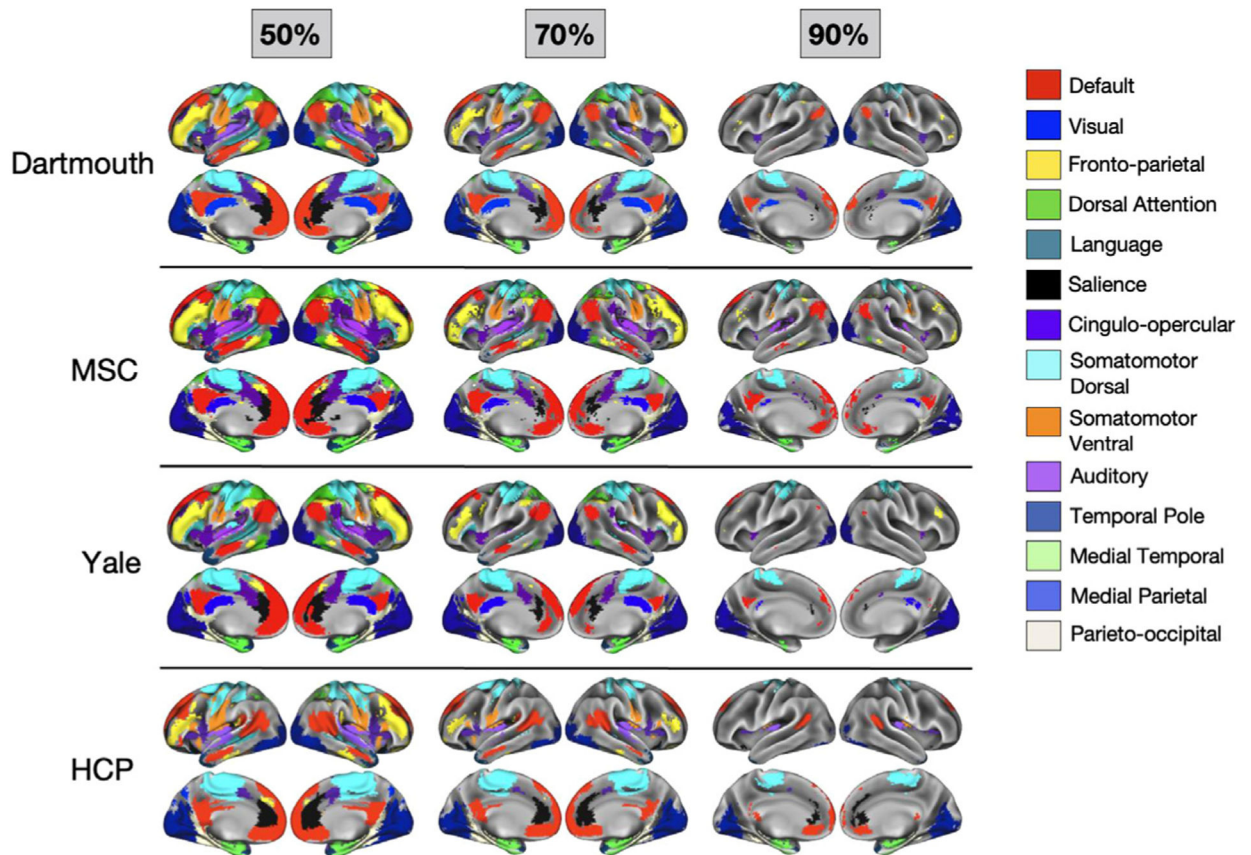 50% 70% 90%
Dartmouth
MSC
Yale
HCP
Default
Visual
Fronto-parietal
Dorsal Attention
Language
Salience
Cingulo-opercular
Somatomotor
Dorsal
Somatomotor
Ventral
Auditory
Temporal Pole
Medial Temporal
Medial Parietal
Parieto-occipital